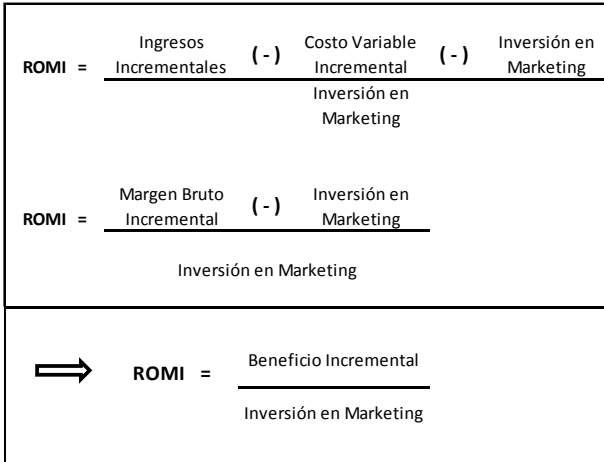 Ingresos Costo Variable Inversión en
ROMI = Incrementales ( - ) Incremental ( - ) Marketing
Inversión en
Marketing
Margen Bruto Inversión en
ROMI = Incremental ( - ) Marketing
Inversión en Marketing
Beneficio Incremental
ROMI =
Inversión en Marketing